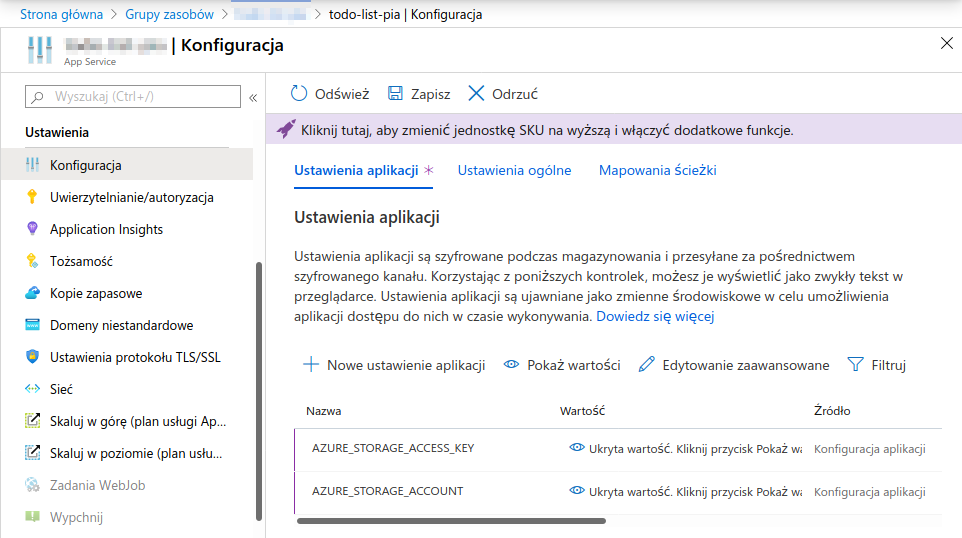 Strona główna > Grupy zasobów > > todo-list-pia | Konfiguracja
| Konfiguracja
App Service
Wyszukaj (Ctrl+/)
«
Ustawienia
Konfiguracja
Uwierzytelnianie/autoryzacja
Application Insights
Tożsamość
Kopie zapasowe
Domeny niestandardowe
Ustawienia protokołu TLS/SSL
Sieć
Skaluj w górę (plan usługi Ap...
Skaluj w poziomie (plan usłu...
Zadania WebJob
Wypchnij
Odśwież Zapisz Odrzuć
Kliknij tutaj, aby zmienić jednostkę SKU na wyższą i włączyć dodatkowe funkcje.
Ustawienia aplikacji * Ustawienia ogólne Mapowania ścieżki
Ustawienia aplikacji
Ustawienia aplikacji są szyfrowane podczas magazynowania i przesyłane za pośrednictwem
szyfrowanego kanału. Korzystając z poniższych kontrolek, możesz je wyświetlić jako zwykły tekst w
przeglądarce. Ustawienia aplikacji są ujawniane jako zmienne środowiskowe w celu umożliwienia
aplikacji dostępu do nich w czasie wykonywania. Dowiedz się więcej
Nowe ustawienie aplikacji Pokaż wartości Edytowanie zaawansowane Filtruj
Nazwa Wartość Źródło
AZURE_STORAGE_ACCESS_KEY Ukryta wartość. Kliknij przycisk Pokaż wa Konfiguracja aplikacji
AZURE_STORAGE_ACCOUNT Ukryta wartość. Kliknij przycisk Pokaż wa Konfiguracja aplikacji